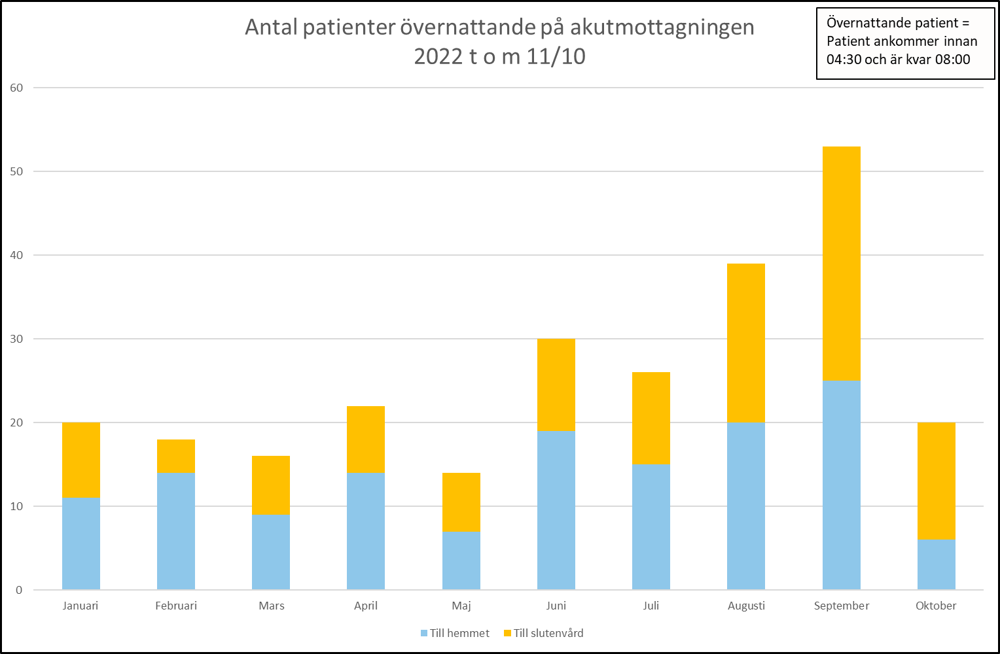 Antal patienter övernattande på akutmottagningen
2022 t o m 11/10
Övernattande patient =
Patient ankommer innan
04:30 och är kvar 08:00
60
50
40
30
20
10
0
Januari Februari Mars April Maj Juni Juli Augusti September Oktober
Till hemmet Till slutenvård